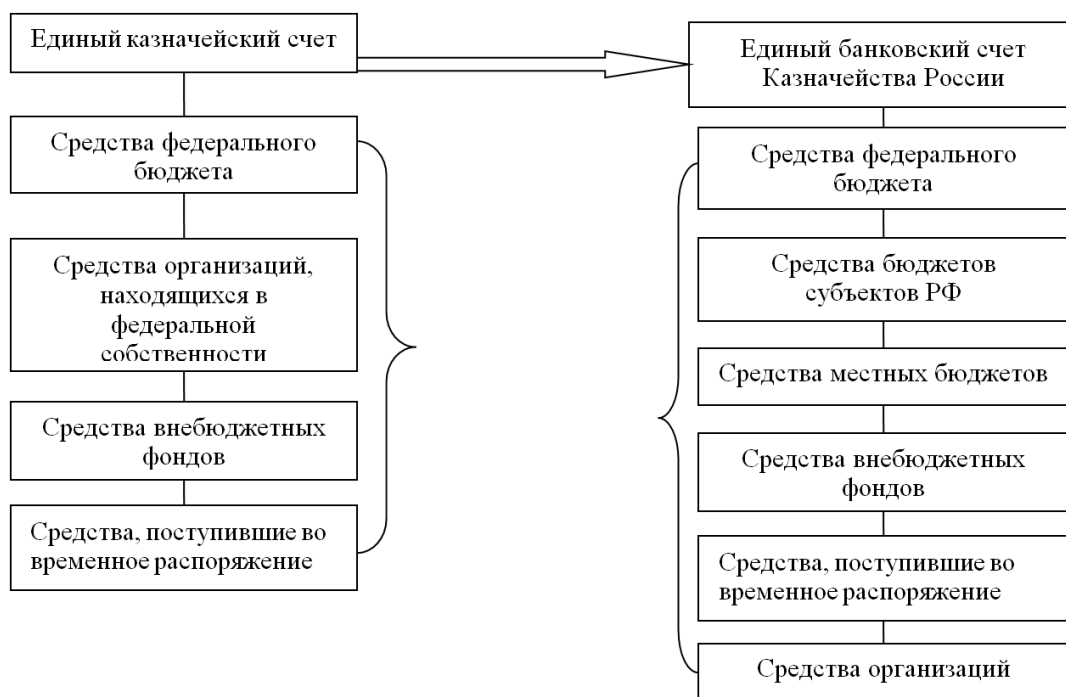 Единый казначейский счет
Средства федерального
бюджета
Средства организаций,
находящихся в
федеральной
собственности
Средства внебюджетных
фондов
Средства, поступившие во
временное распоряжение
Единый банковский счет
Казначейства России
Средства федерального
бюджета
Средства бюджетов
субъектов РФ
Средства местных бюджетов
Средства внебюджетных
фондов
Средства, поступившие во
временное распоряжение
Средства организаций